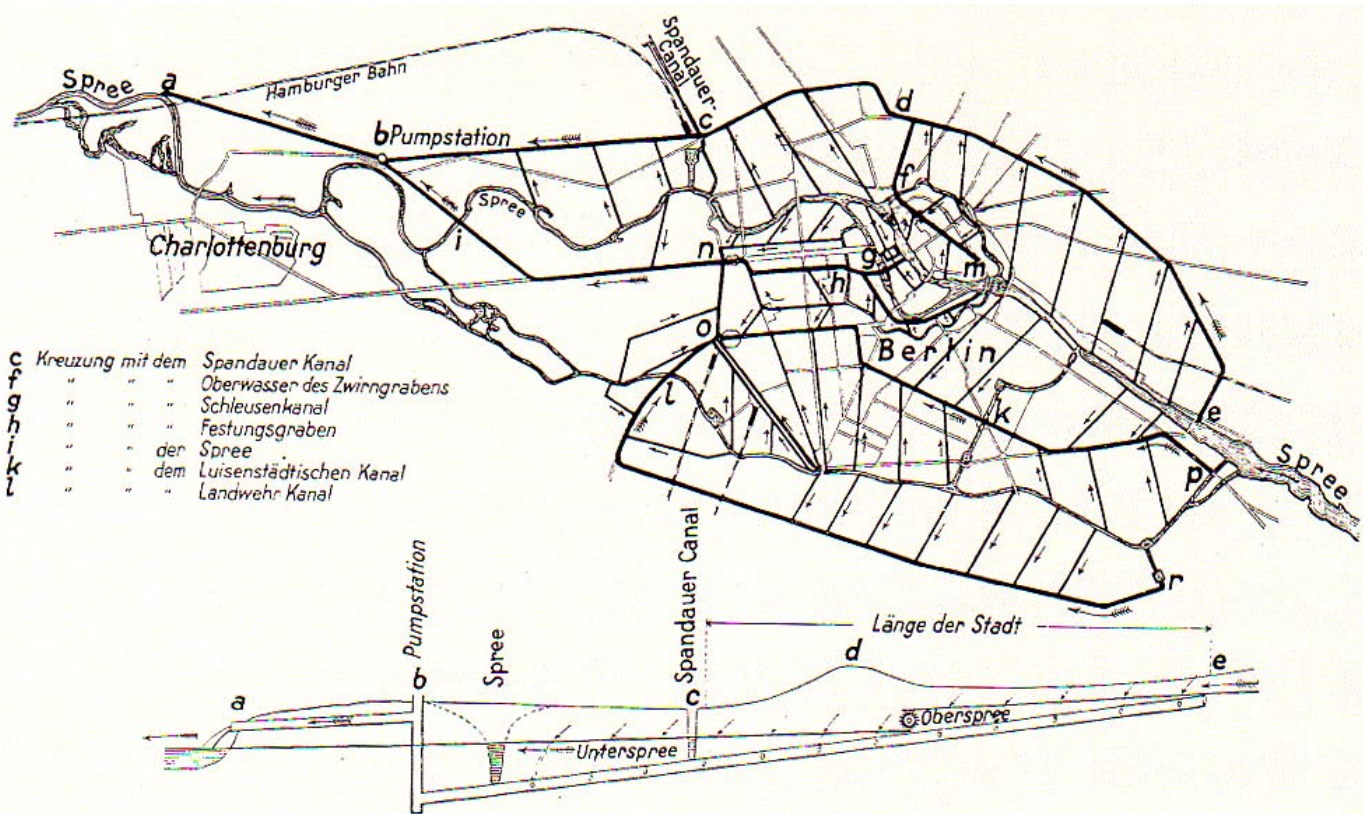 Spree
a
Hamburger Bahn
Spandauer-
Canal
b Pumpstation
c
d
f
Spree
i
Charlottenburg
n
g
m
h
o
Berlin
l
k
e
p
Spree
r
c Kreuzung mit dem Spandauer Kanal
f " " " Oberwasser des Zwirngrabens
g " " " Schleusenkanal
h " " " Festungsgraben
i " " der Spree
k " " dem Luisenstädtischen Kanal
l " " " Landwehr Kanal
Pumpstation
Spree
Spandauer Canal
Länge der Stadt
a
b
c
d
e
Oberspree
Unterspree